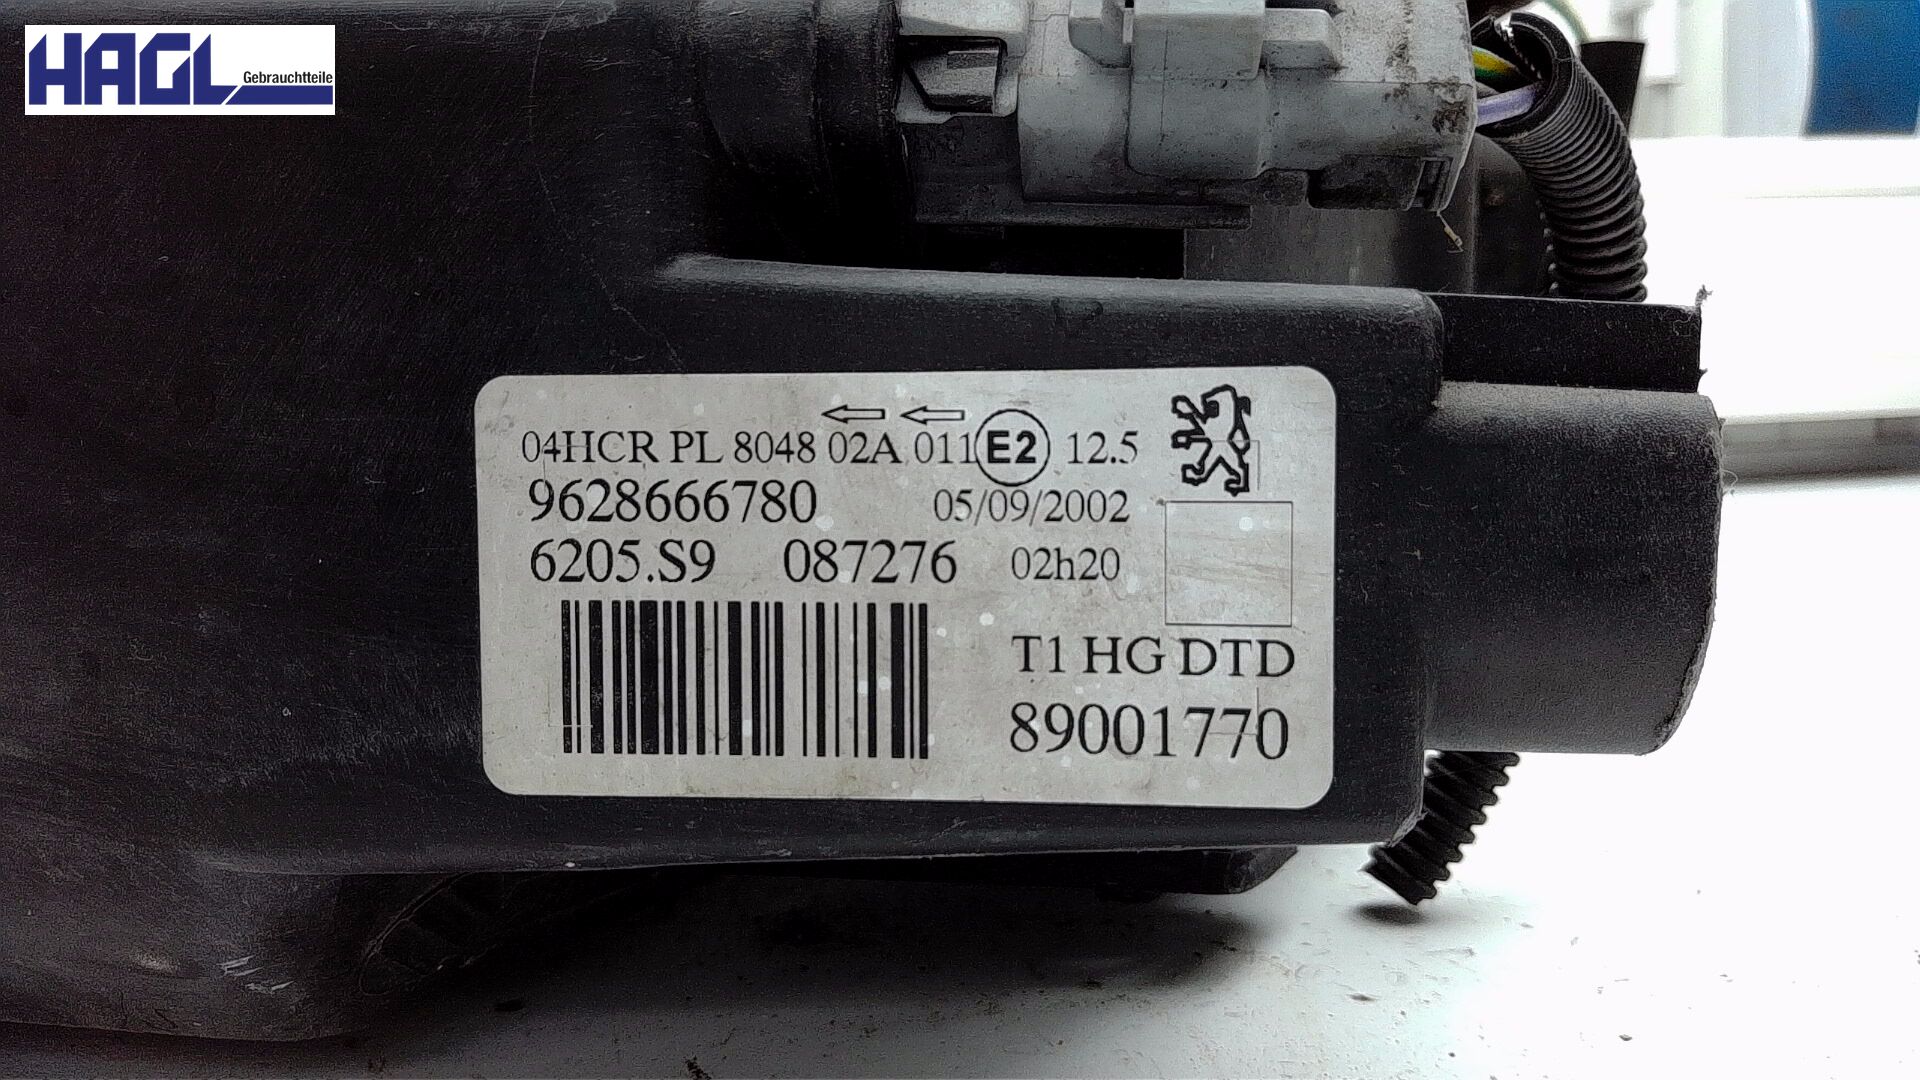 HAGL Gebrauchtteile
04HCR PL 8048 02A 011 E2 12.5
9628666780 05/09/2002
6205.S9 087276 02h20
T1 HG DTD
89001770